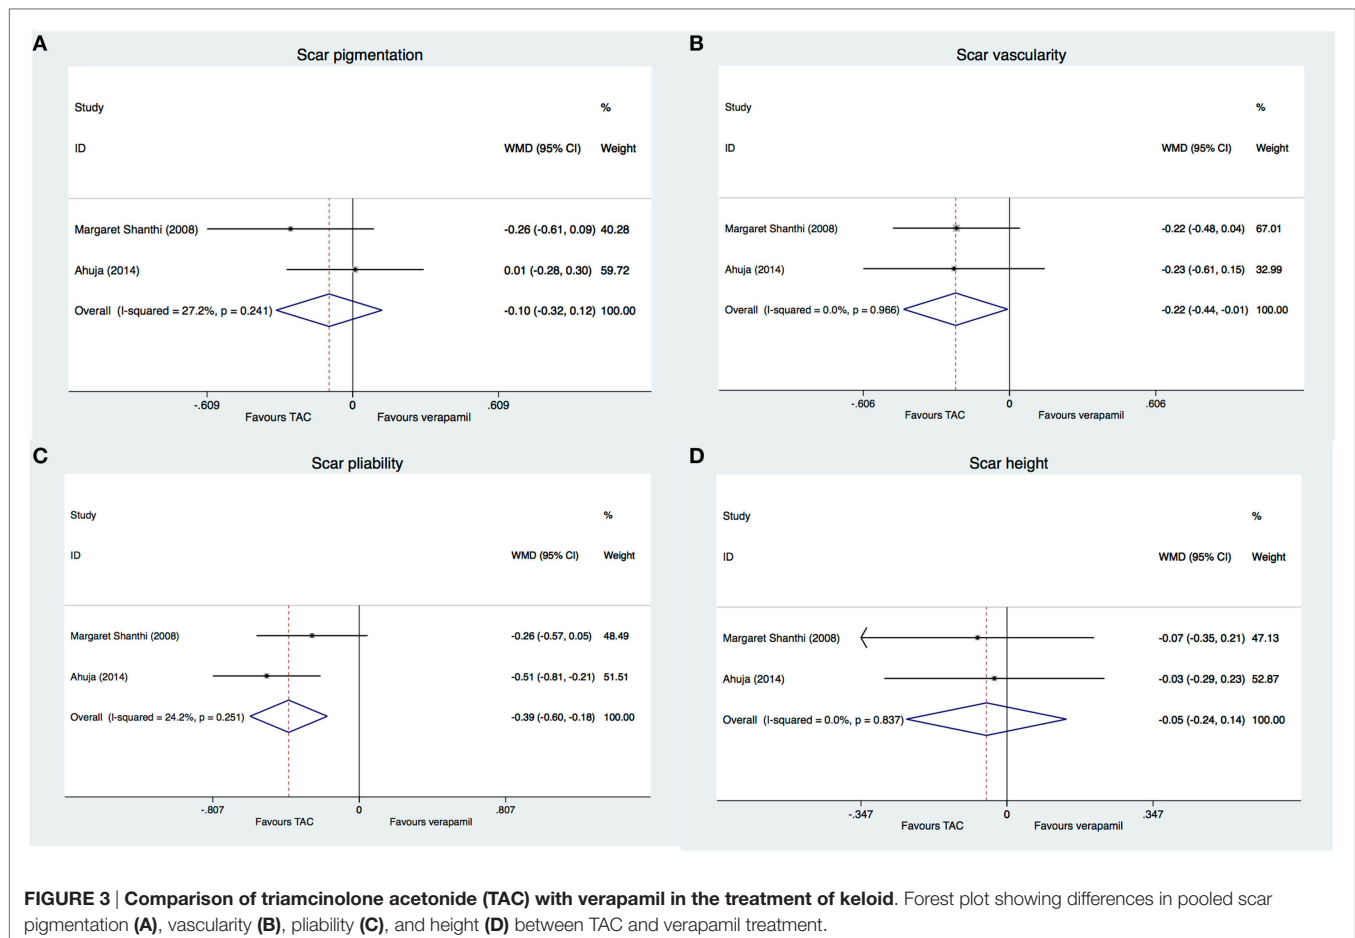 A
Scar pigmentation
Study %
ID WMD (95% CI) Weight
Margaret Shanthi (2008) -0.26 (-0.61, 0.09) 40.28
Ahuja (2014) 0.01 (-0.28, 0.30) 59.72
Overall (I-squared = 27.2%, p = 0.241) -0.10 (-0.32, 0.12) 100.00
-.609 0 .609
Favours TAC Favours verapamil
B
Scar vascularity
Study %
ID WMD (95% CI) Weight
Margaret Shanthi (2008) -0.22 (-0.48, 0.04) 67.01
Ahuja (2014) -0.23 (-0.61, 0.15) 32.99
Overall (I-squared = 0.0%, p = 0.966) -0.22 (-0.44, -0.01) 100.00
-.606 0 .606
Favours TAC Favours verapamil
C
Scar pliability
Study %
ID WMD (95% CI) Weight
Margaret Shanthi (2008) -0.26 (-0.57, 0.05) 48.49
Ahuja (2014) -0.51 (-0.81, -0.21) 51.51
Overall (I-squared = 24.2%, p = 0.251) -0.39 (-0.60, -0.18) 100.00
-.807 0 .807
Favours TAC Favours verapamil
D
Scar height
Study %
ID WMD (95% CI) Weight
Margaret Shanthi (2008) -0.07 (-0.35, 0.21) 47.13
Ahuja (2014) -0.03 (-0.29, 0.23) 52.87
Overall (I-squared = 0.0%, p = 0.837) -0.05 (-0.24, 0.14) 100.00
-.347 0 .347
Favours TAC Favours verapamil
FIGURE 3 | Comparison of triamcinolone acetonide (TAC) with verapamil in the treatment of keloid. Forest plot showing differences in pooled scar
pigmentation (A), vascularity (B), pliability (C), and height (D) between TAC and verapamil treatment.